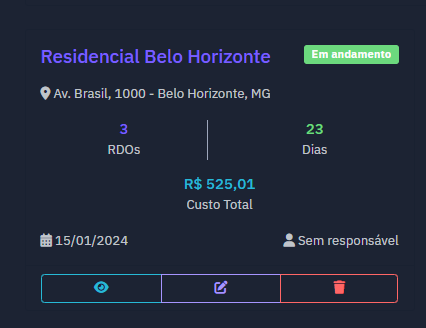 Residencial Belo Horizonte
Em andamento
Av. Brasil, 1000 - Belo Horizonte, MG
3
RDOs
23
Dias
R$ 525,01
Custo Total
15/01/2024
Sem responsável